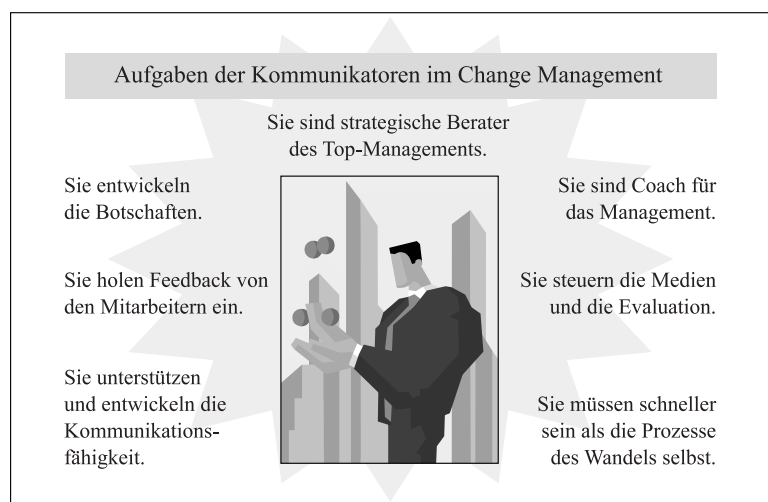 Aufgaben der Kommunikatoren im Change Management
Sie sind strategische Berater
des Top-Managements.
Sie entwickeln
die Botschaften.
Sie holen Feedback von
den Mitarbeitern ein.
Sie unterstützen
und entwickeln die
Kommunikations-
fähigkeit.
Sie sind Coach für
das Management.
Sie steuern die Medien
und die Evaluation.
Sie müssen schneller
sein als die Prozesse
des Wandels selbst.